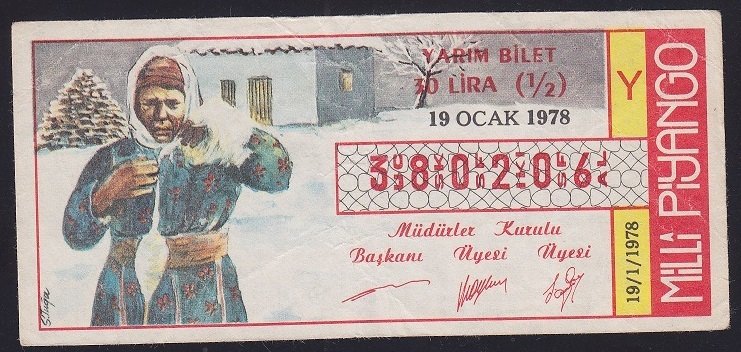 YARIM BİLET
30 LİRA (1/2)
19 OCAK 1978
380206
Müdürler Kurulu
Başkanı Üyesi Üyesi
Y
19/1/1978
MİLLİ PİYANGO